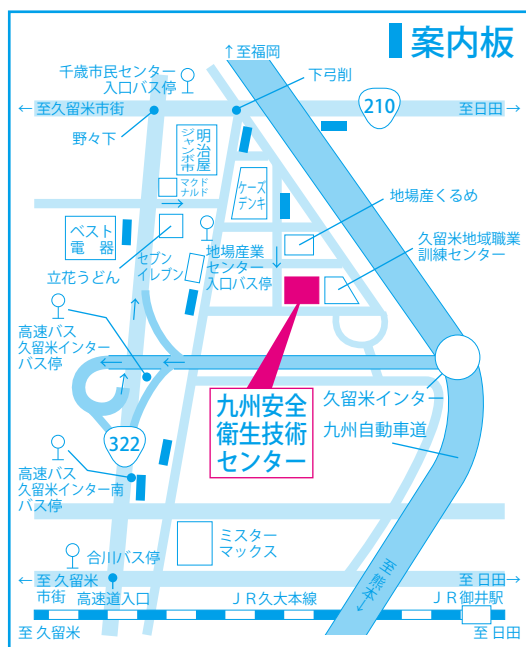 案内板
↑至福岡
千歳市民センター
入口バス停
下弓削
←至久留米市街
210
至日田→
野々下
明治屋
ジャンボ市
マクド
ナルド
ケーズ
デンキ
地場産くるめ
ベスト
電器
立花うどん
セブン
イレブン
地場産業
センター
入口バス停
久留米地域職業
訓練センター
高速バス
久留米インター
バス停
九州安全
衛生技術
センター
久留米インター
九州自動車道
322
高速バス
久留米インター南
バス停
ミスター
マックス
合川バス停
至熊本→
←至 久留米
市街
高速道入口
JR久大本線
至 日田→
JR御井駅
至 久留米
至 日田